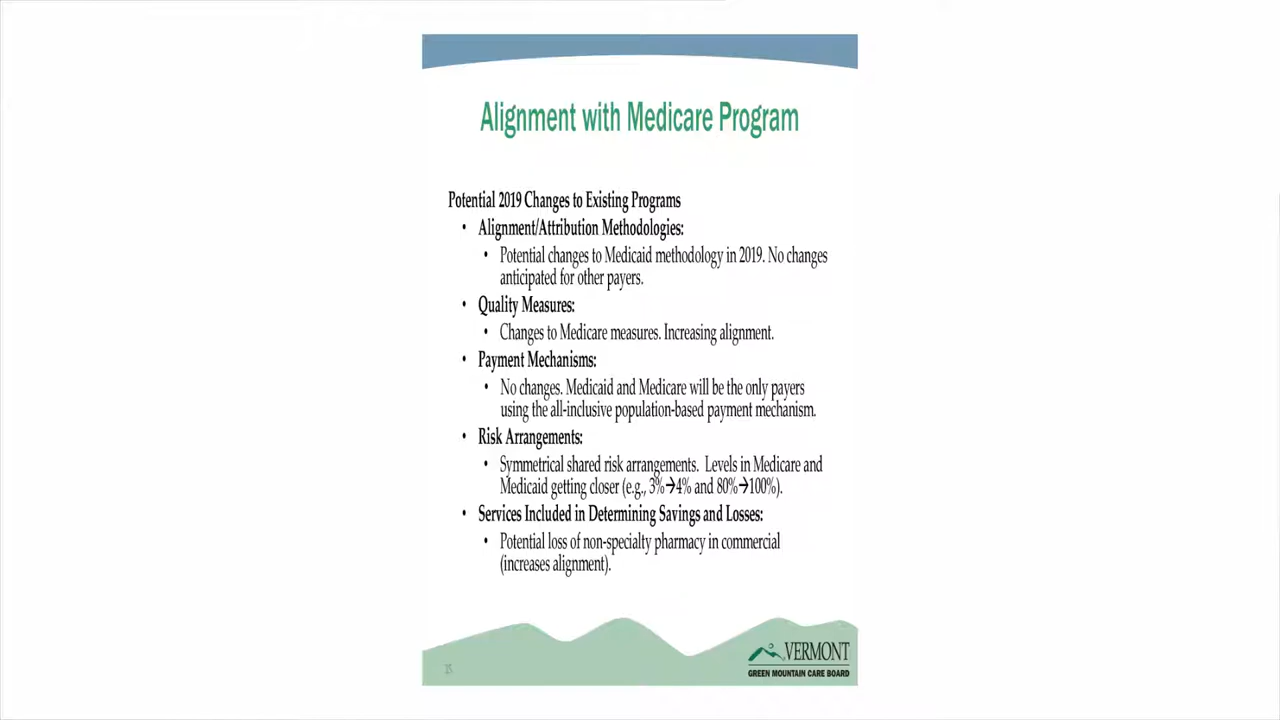 Alignment with Medicare Program
Potential 2019 Changes to Existing Programs
• Alignment/Attribution Methodologies:
• Potential changes to Medicaid methodology in 2019. No changes
anticipated for other payers.
• Quality Measures:
• Changes to Medicare measures. Increasing alignment.
• Payment Mechanisms:
• No changes. Medicaid and Medicare will be the only payers
using the all-inclusive population-based payment mechanism.
• Risk Arrangements:
• Symmetrical shared risk arrangements. Levels in Medicare and
Medicaid getting closer (e.g., 3%→4% and 80%→100%).
• Services Included in Determining Savings and Losses:
• Potential loss of non-specialty pharmacy in commercial
(increases alignment).
VERMONT
GREEN MOUNTAIN CARE BOARD